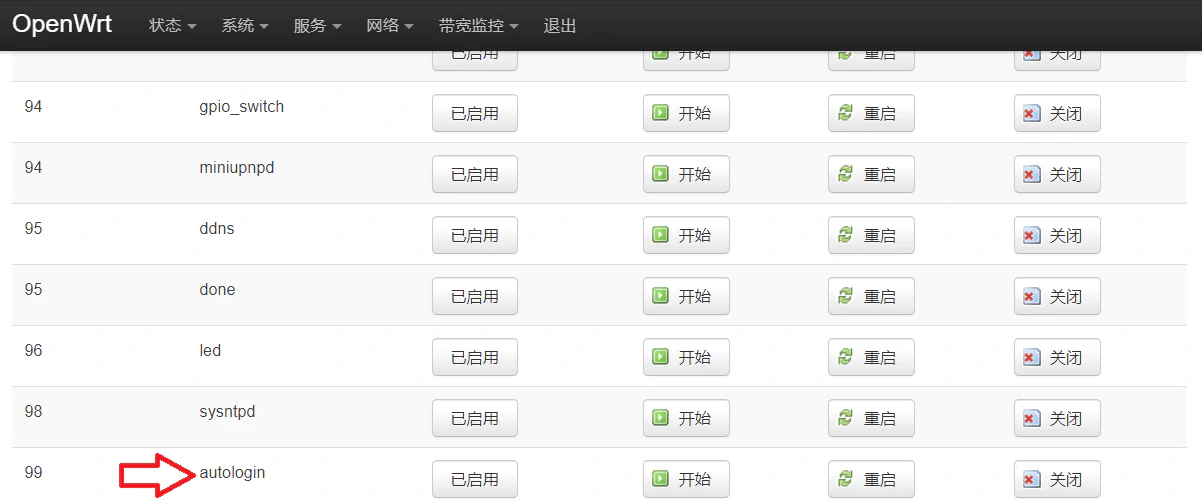 OpenWrt 状态 系统 服务 网络 带宽监控 退出
已启用 开始 重启 关闭
94 gpio_switch 已启用 开始 重启 关闭
94 miniupnpd 已启用 开始 重启 关闭
95 ddns 已启用 开始 重启 关闭
95 done 已启用 开始 重启 关闭
96 led 已启用 开始 重启 关闭
98 sysntpd 已启用 开始 重启 关闭
99 autologin 已启用 开始 重启 关闭